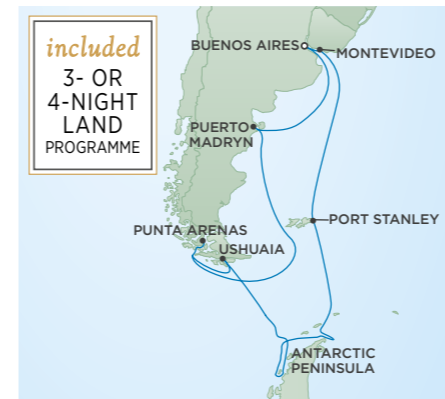 included
3- OR
4-NIGHT
LAND
PROGRAMME
BUENOS AIRES
MONTEVIDEO
PUERTO
MADRYN
PORT STANLEY
PUNTA ARENAS
USHUAIA
ANTARCTIC
PENINSULA